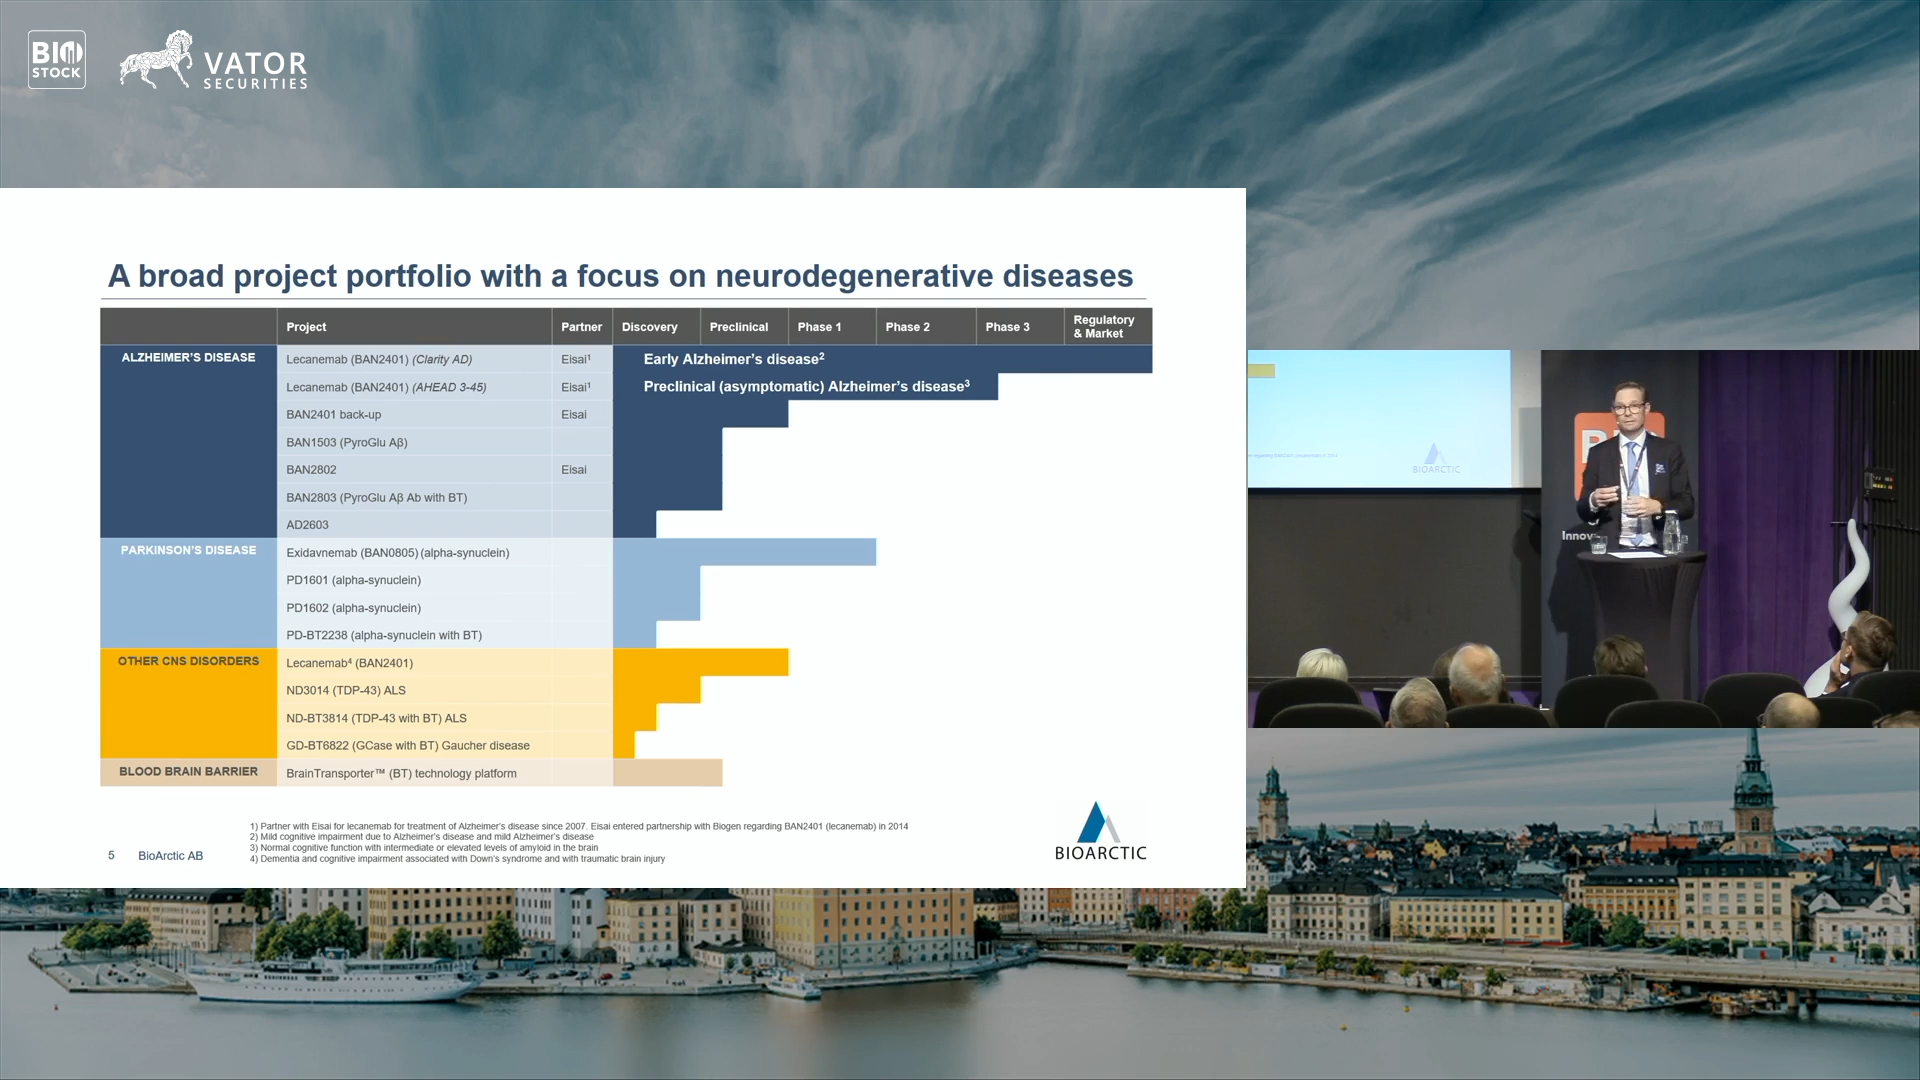 BIO
STOCK
VATOR
SECURITIES
A broad project portfolio with a focus on neurodegenerative diseases
Project Partner Discovery Preclinical Phase 1 Phase 2 Phase 3 Regulatory & Market
ALZHEIMER'S DISEASE Lecanemab (BAN2401) (Clarity AD) Eisai¹ Early Alzheimer's disease²
Lecanemab (BAN2401) (AHEAD 3-45) Eisai¹ Preclinical (asymptomatic) Alzheimer's disease³
BAN2401 back-up Eisai
BAN1503 (PyroGlu Aβ)
BAN2802 Eisai
BAN2803 (PyroGlu Aβ Ab with BT)
AD2603
PARKINSON'S DISEASE Exidavnemab (BAN0805) (alpha-synuclein)
PD1601 (alpha-synuclein)
PD1602 (alpha-synuclein)
PD-BT2238 (alpha-synuclein with BT)
OTHER CNS DISORDERS Lecanemab⁴ (BAN2401)
ND3014 (TDP-43) ALS
ND-BT3814 (TDP-43 with BT) ALS
GD-BT6822 (GCase with BT) Gaucher disease
BLOOD BRAIN BARRIER BrainTransporter™ (BT) technology platform
1) Partner with Eisai for lecanemab for treatment of Alzheimer's disease since 2007. Eisai entered partnership with Biogen regarding BAN2401 (lecanemab) in 2014
2) Mild cognitive impairment due to Alzheimer's disease and mild Alzheimer's disease
3) Normal cognitive function with intermediate or elevated levels of amyloid in the brain
4) Dementia and cognitive impairment associated with Down's syndrome and with traumatic brain injury
5 BioArctic AB
BIOARCTIC
BIOARCTIC
Innov